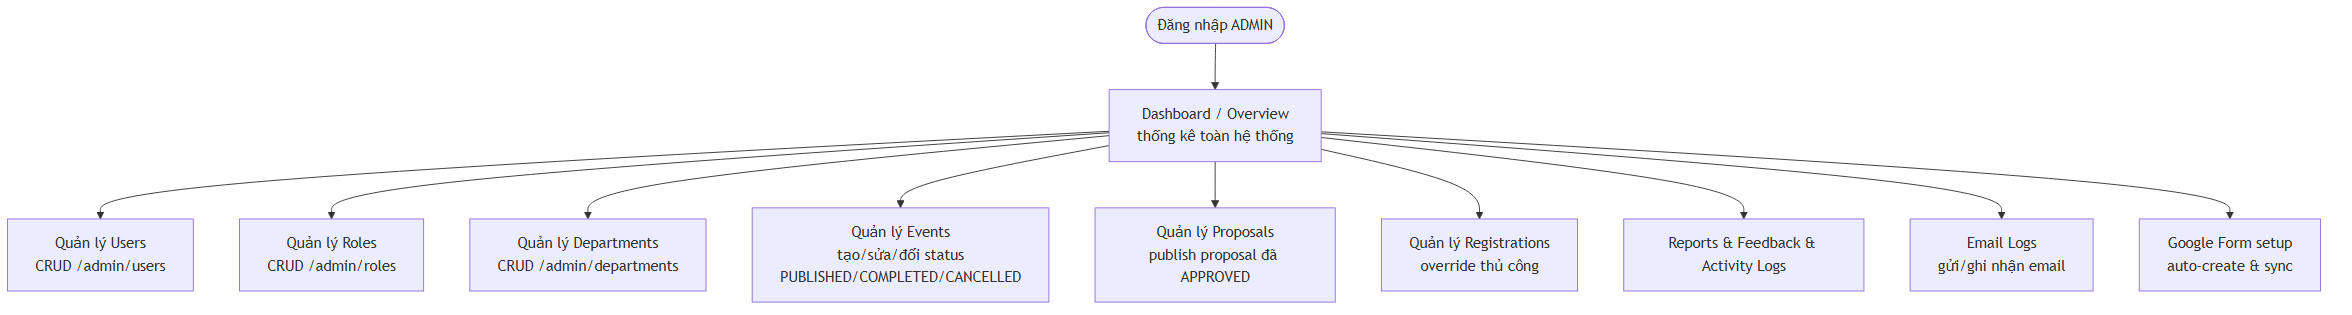 Đăng nhập ADMIN
Dashboard / Overview
thống kê toàn hệ thống
Quản lý Users
CRUD /admin/users
Quản lý Roles
CRUD /admin/roles
Quản lý Departments
CRUD /admin/departments
Quản lý Events
tạo/sửa/đổi status
PUBLISHED/COMPLETED/CANCELLED
Quản lý Proposals
publish proposal đã
APPROVED
Quản lý Registrations
override thủ công
Reports & Feedback &
Activity Logs
Email Logs
gửi/ghi nhận email
Google Form setup
auto-create & sync